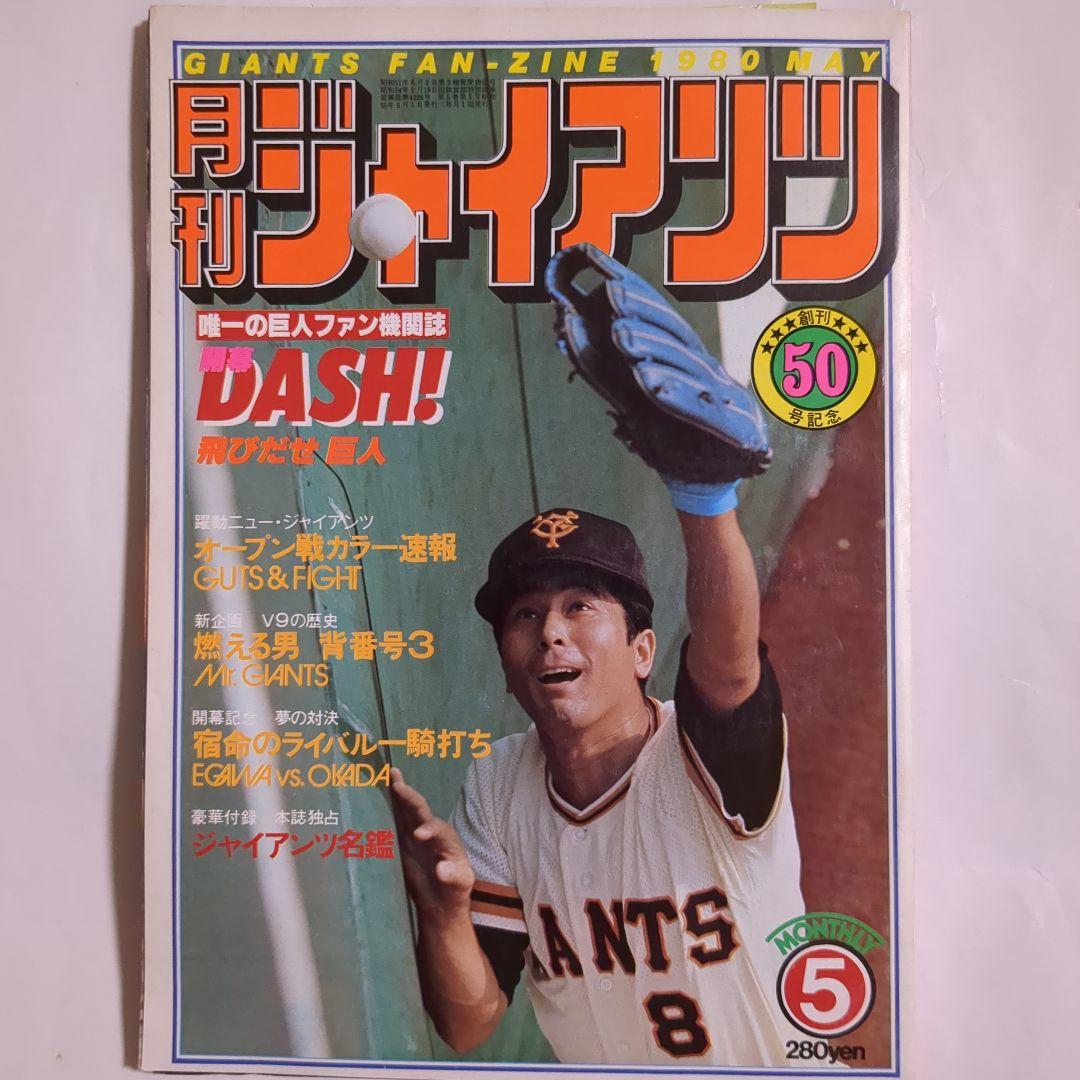 GIANTS FAN-ZINE 1980 MAY
月刊
ジャイアンツ
唯一の巨人ファン機関誌
開幕
DASH!
飛びだせ 巨人
創刊
50
号記念
躍動ニュー・ジャイアンツ
オープン戦カラー速報
GUTS & FIGHT
新企画 V9の歴史
燃える男 背番号3
Mr. GIANTS
開幕記念 夢の対決
宿命のライバル一騎打ち
EGAWA vs. OKADA
豪華付録 本誌独占
ジャイアンツ名鑑
YG
IANTS
8
MONTHLY
5
280yen